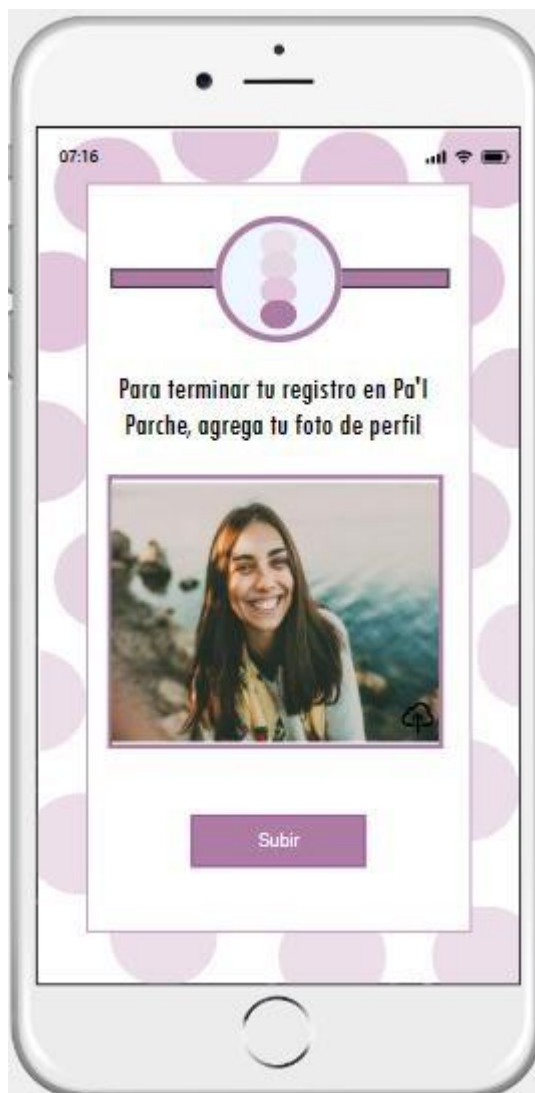 07:16
Para terminar tu registro en Pa'l
Parche, agrega tu foto de perfil
Subir